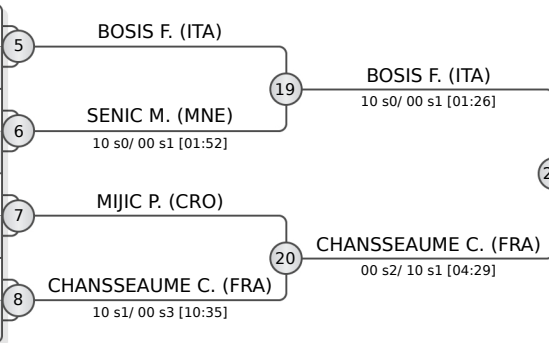 5
BOSIS F. (ITA)
19
BOSIS F. (ITA)
10 s0/ 00 s1 [01:26]
6
SENIC M. (MNE)
10 s0/ 00 s1 [01:52]
7
MIJIC P. (CRO)
20
CHANSSEAUME C. (FRA)
00 s2/ 10 s1 [04:29]
8
CHANSSEAUME C. (FRA)
10 s1/ 00 s3 [10:35]